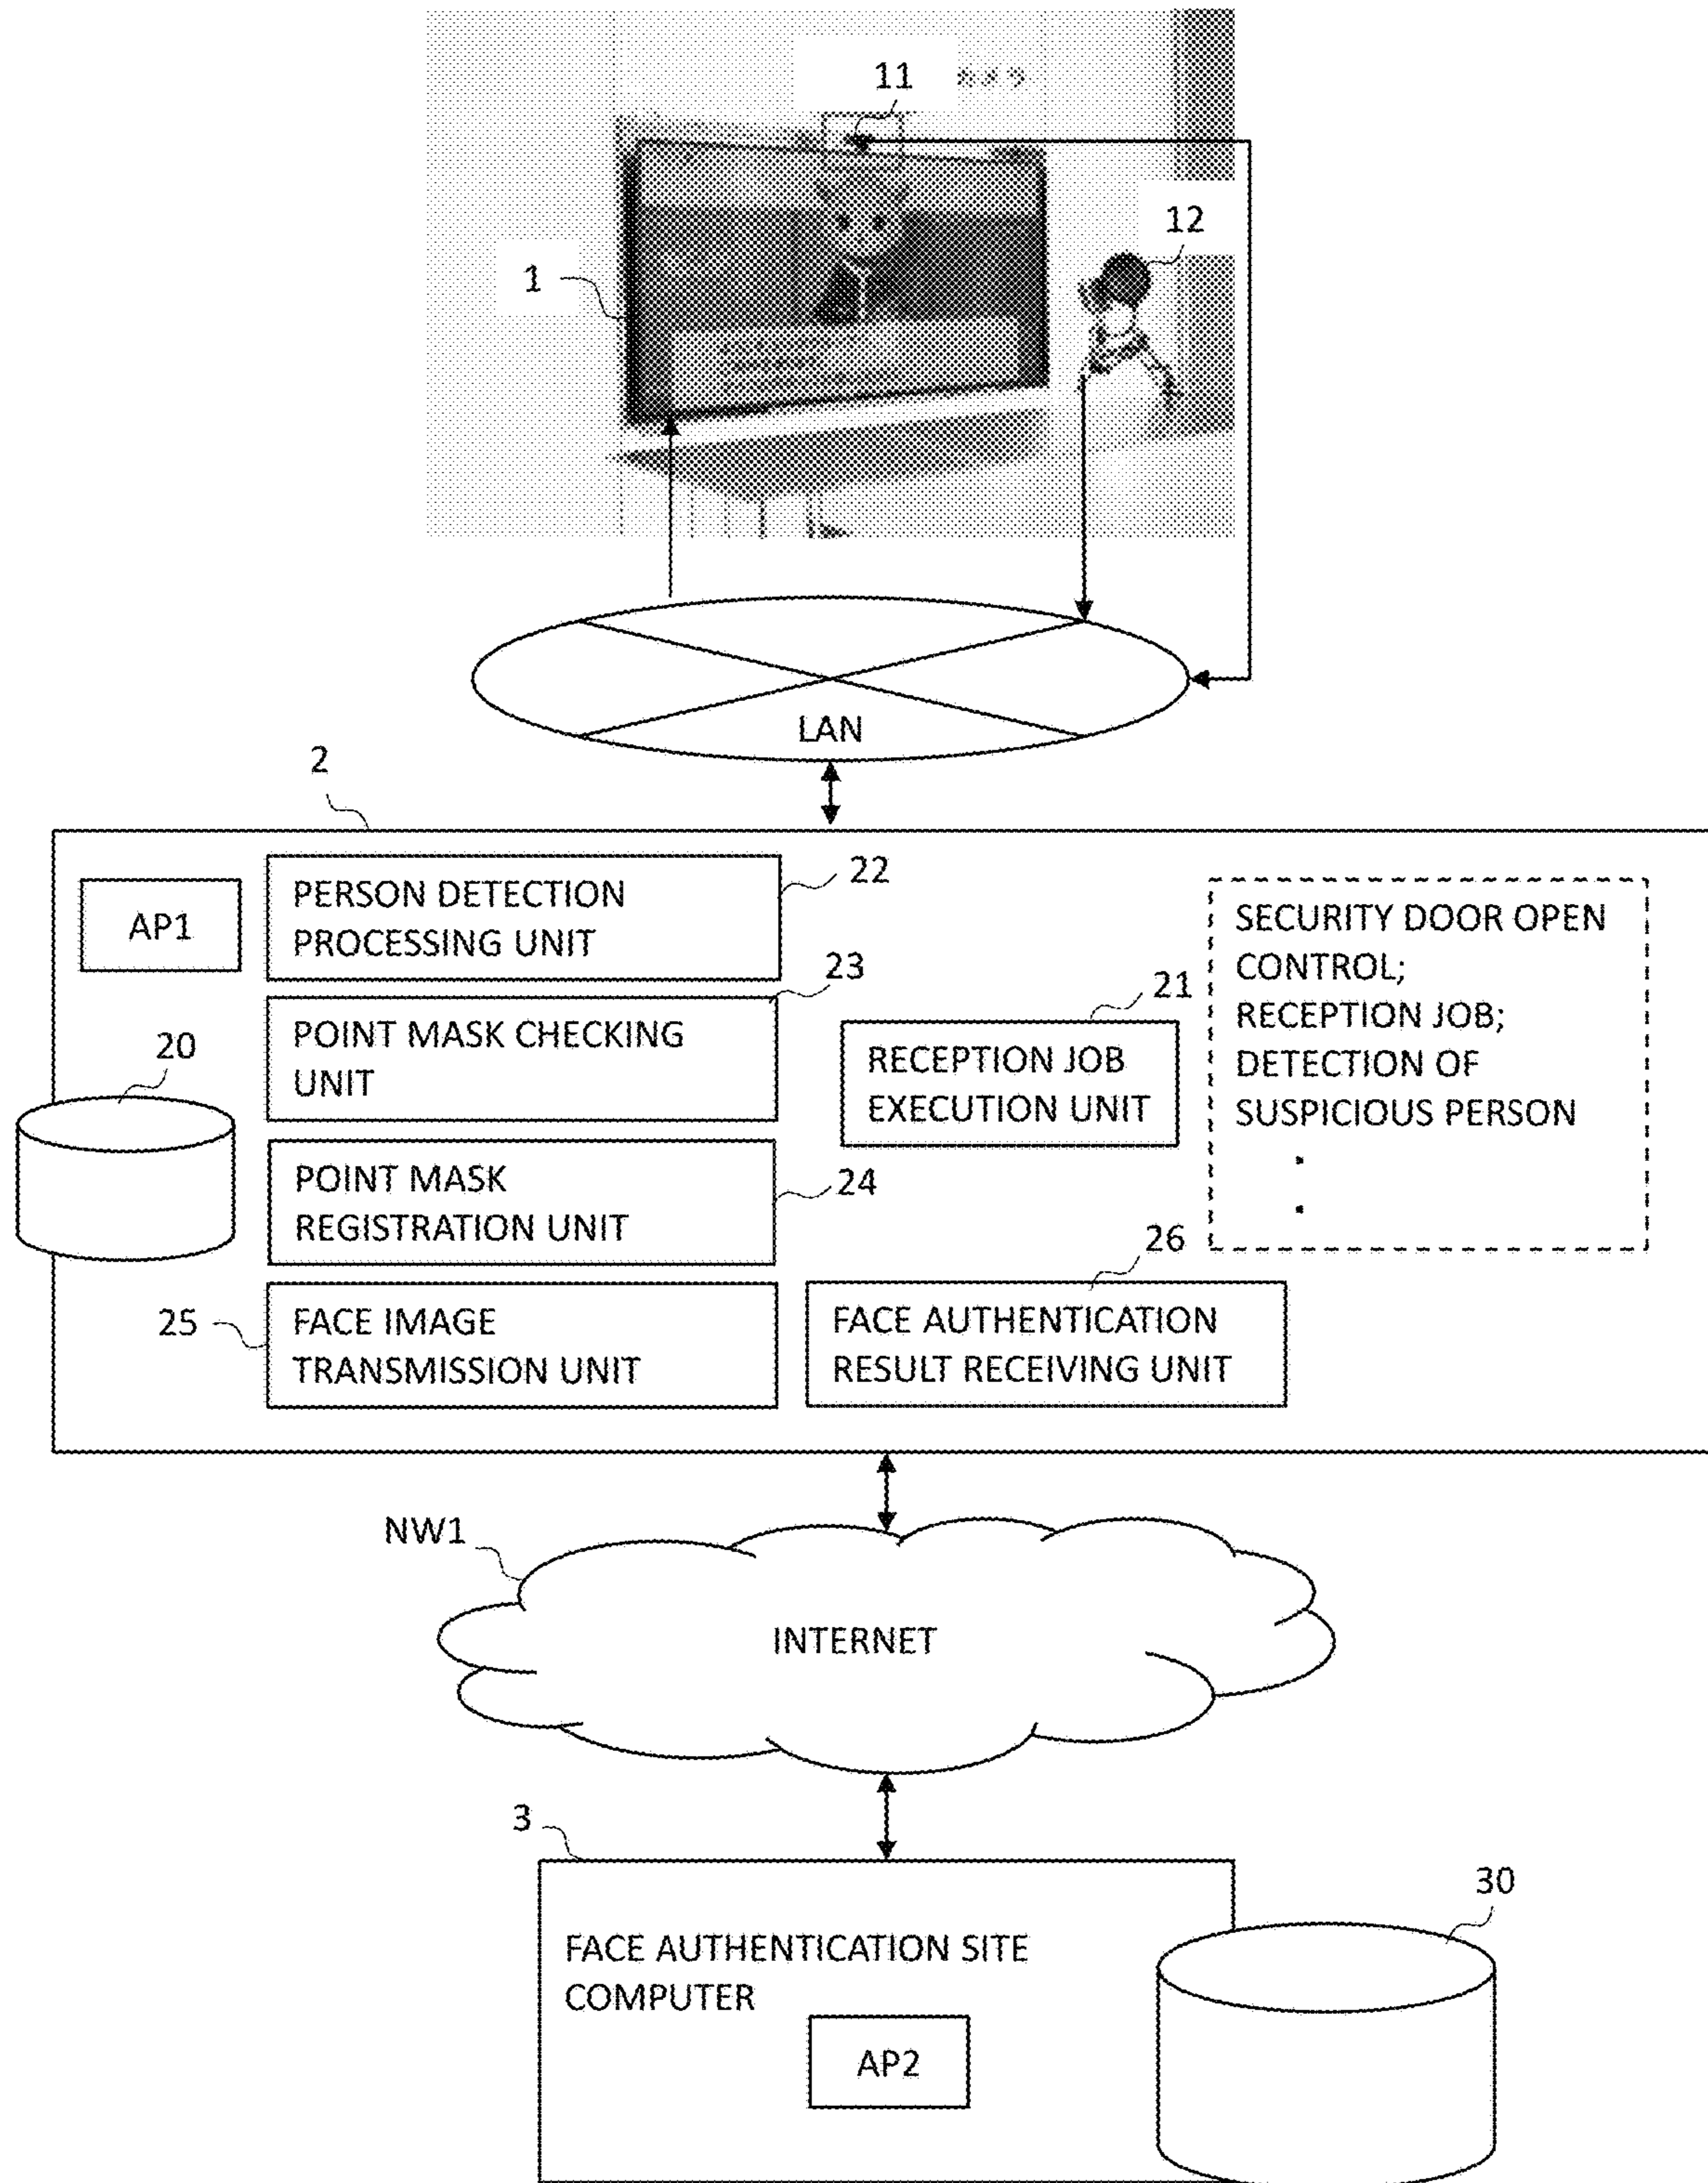 11
カメラ
12
1
LAN
2
22
PERSON DETECTION
PROCESSING UNIT
AP1
SECURITY DOOR OPEN
CONTROL;
RECEPTION JOB;
DETECTION OF
SUSPICIOUS PERSON
23
POINT MASK CHECKING
UNIT
21
RECEPTION JOB
EXECUTION UNIT
20
POINT MASK
REGISTRATION UNIT
24
26
25
FACE IMAGE
TRANSMISSION UNIT
FACE AUTHENTICATION
RESULT RECEIVING UNIT
NW1
INTERNET
3
30
FACE AUTHENTICATION SITE
COMPUTER
AP2